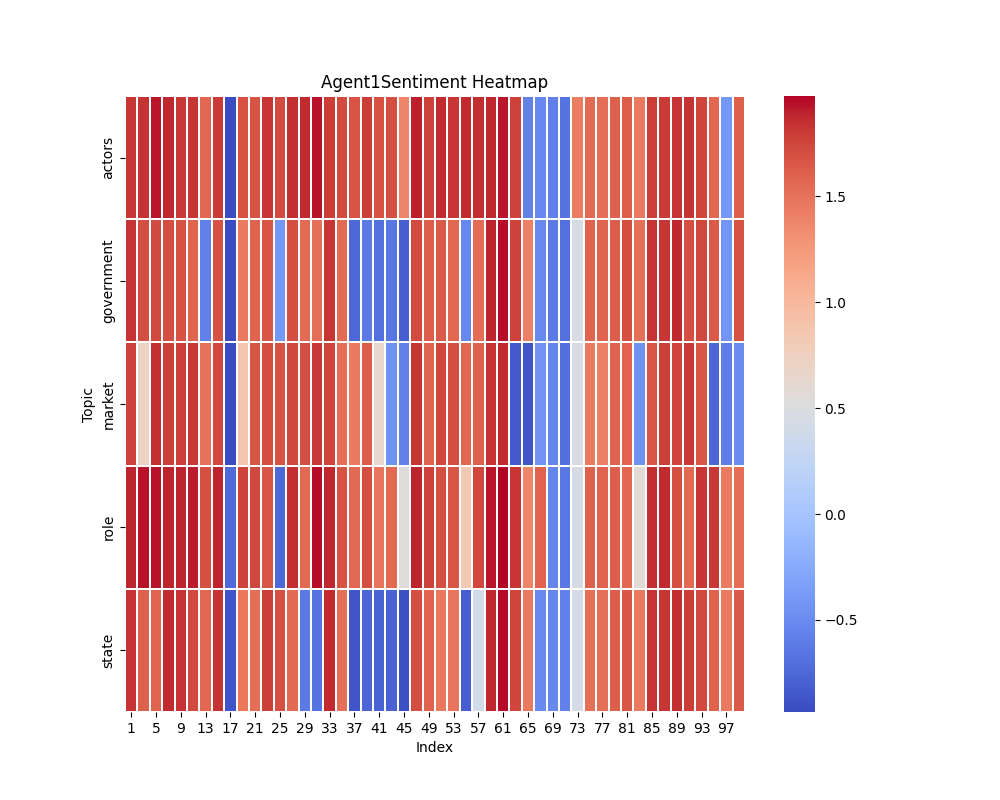 Agent1Sentiment Heatmap
actors
government
market
role
state
Topic
1 5 9 13 17 21 25 29 33 37 41 45 49 53 57 61 65 69 73 77 81 85 89 93 97
Index
1.5
1.0
0.5
0.0
−0.5